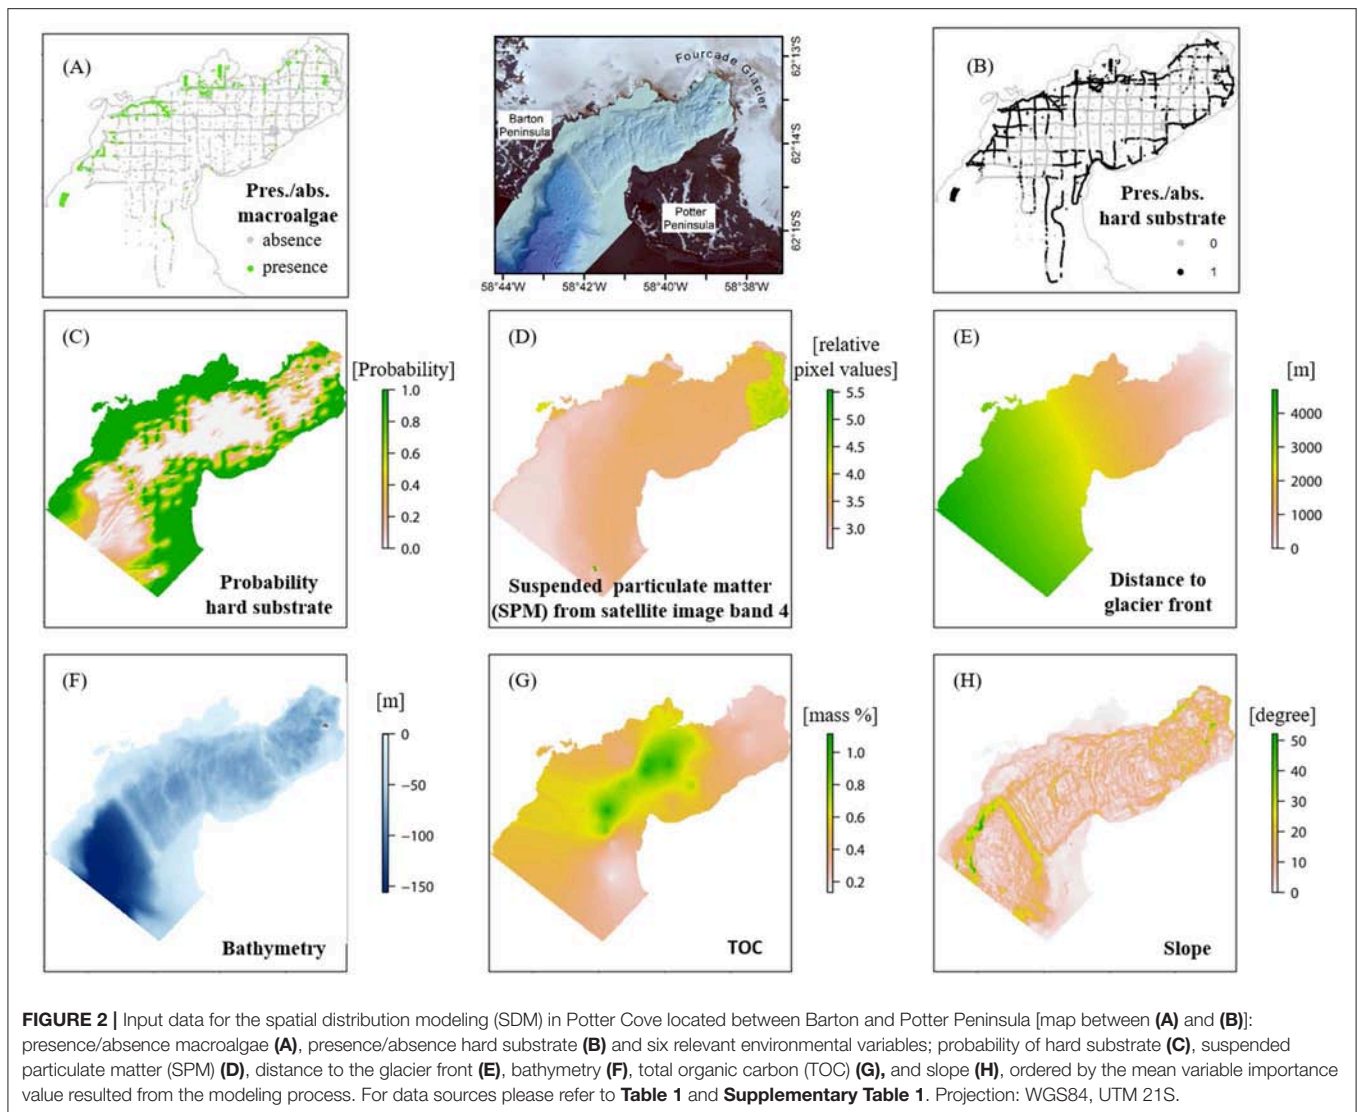 (A)
Pres./abs.
macroalgae
absence
presence
Fourcade Glacier
Barton
Peninsula
Potter
Peninsula
62°13'S
62°14'S
62°15'S
58°44'W 58°42'W 58°40'W 58°38'W
(B)
Pres./abs.
hard substrate
0
1
(C)
[Probability]
1.0
0.8
0.6
0.4
0.2
0.0
Probability
hard substrate
(D)
[relative
pixel values]
5.5
5.0
4.5
4.0
3.5
3.0
Suspended particulate matter
(SPM) from satellite image band 4
(E)
[m]
4000
3000
2000
1000
0
Distance to
glacier front
(F)
[m]
0
−50
−100
−150
Bathymetry
(G)
[mass %]
1.0
0.8
0.6
0.4
0.2
TOC
(H)
[degree]
50
40
30
20
10
0
Slope
FIGURE 2 | Input data for the spatial distribution modeling (SDM) in Potter Cove located between Barton and Potter Peninsula [map between (A) and (B)]:
presence/absence macroalgae (A), presence/absence hard substrate (B) and six relevant environmental variables; probability of hard substrate (C), suspended
particulate matter (SPM) (D), distance to the glacier front (E), bathymetry (F), total organic carbon (TOC) (G), and slope (H), ordered by the mean variable importance
value resulted from the modeling process. For data sources please refer to Table 1 and Supplementary Table 1. Projection: WGS84, UTM 21S.